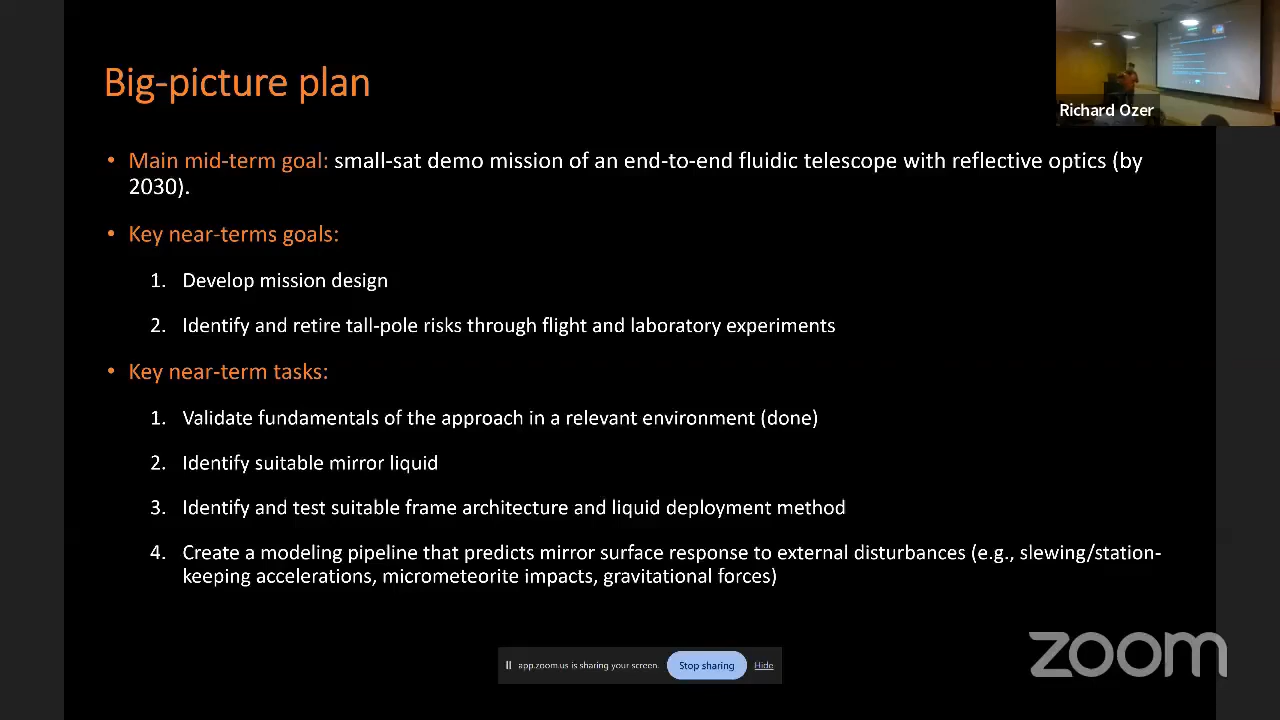 Big-picture plan
Richard Ozer
• Main mid-term goal: small-sat demo mission of an end-to-end fluidic telescope with reflective optics (by
2030).
• Key near-terms goals:
1. Develop mission design
2. Identify and retire tall-pole risks through flight and laboratory experiments
• Key near-term tasks:
1. Validate fundamentals of the approach in a relevant environment (done)
2. Identify suitable mirror liquid
3. Identify and test suitable frame architecture and liquid deployment method
4. Create a modeling pipeline that predicts mirror surface response to external disturbances (e.g., slewing/station-
keeping accelerations, micrometeorite impacts, gravitational forces)
zoom
app.zoom.us is sharing your screen. Stop sharing Hide